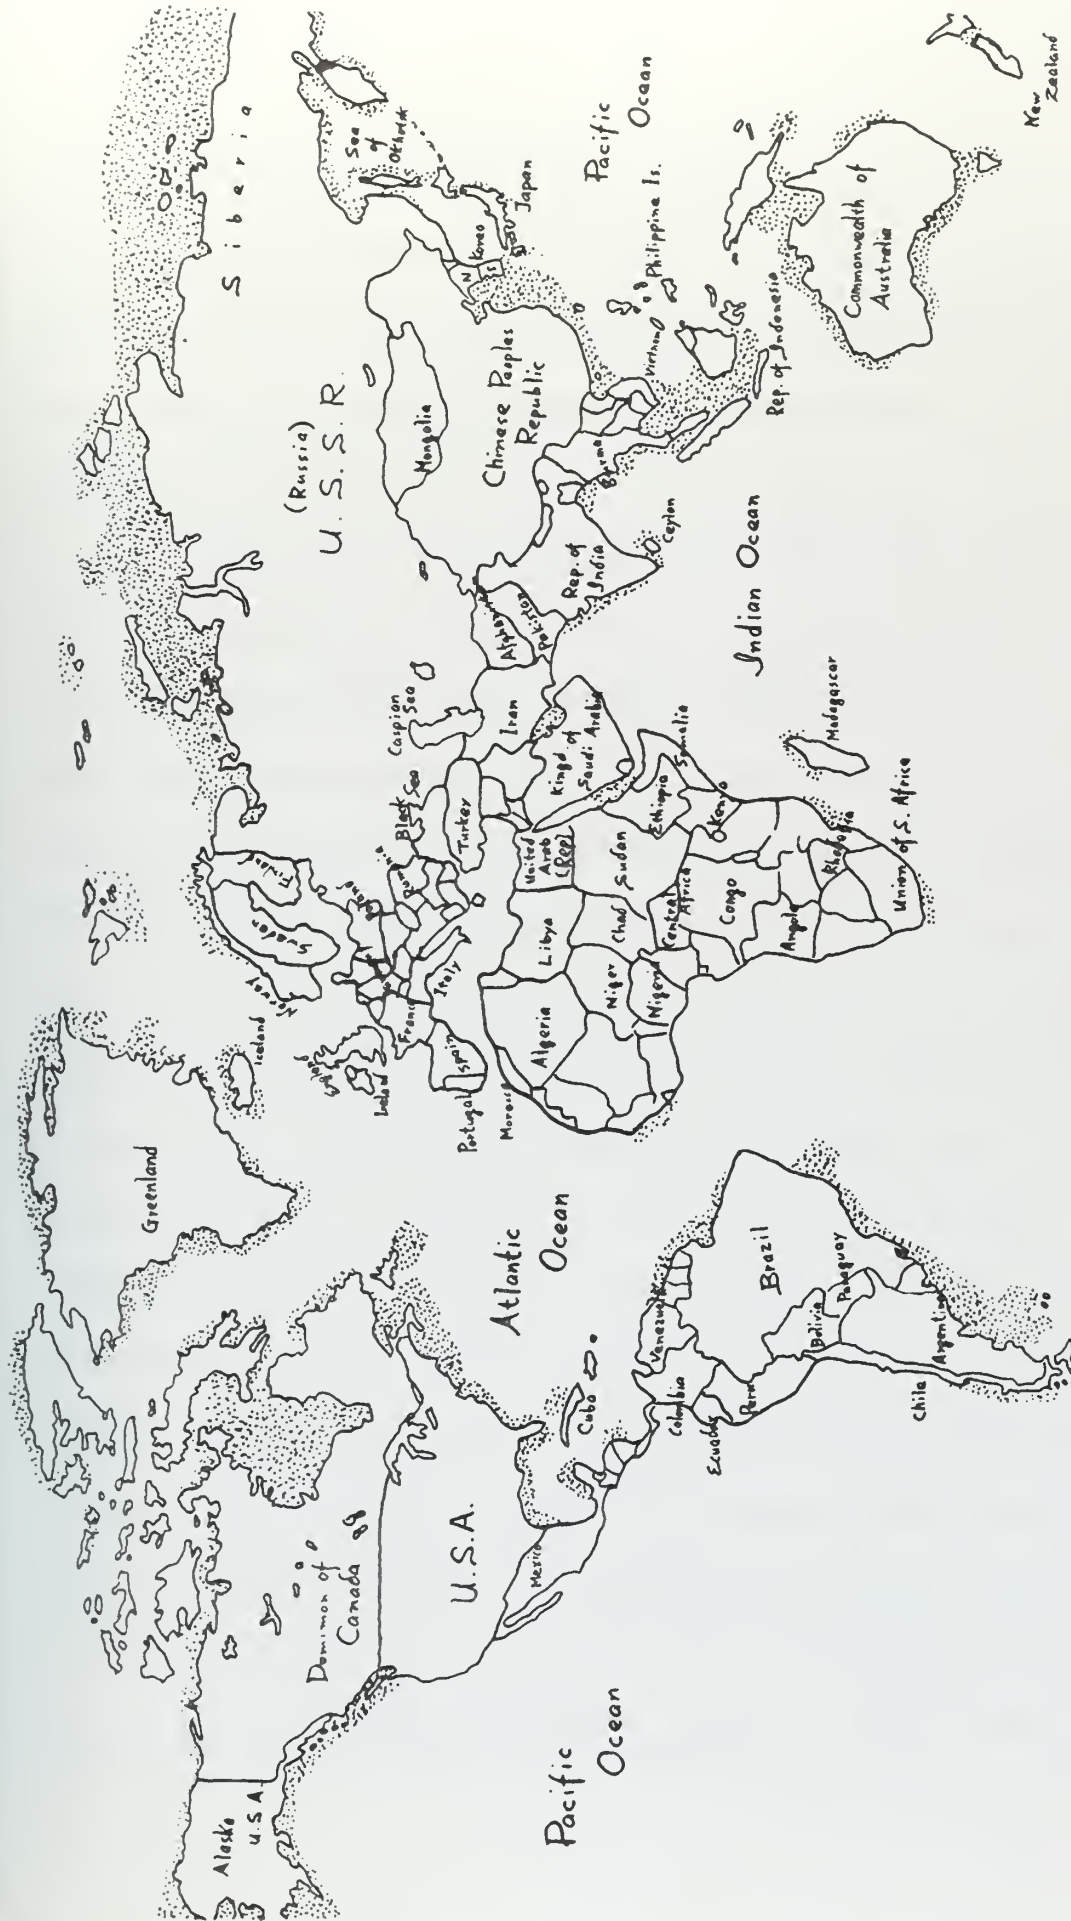 Alaska
U.S.A.
Dominion of
Canada
U.S.A.
Mexico
Cuba
Greenland
Iceland
Pacific
Ocean
Atlantic
Ocean
Venezuela
Columbia
Ecuador
Peru
Brazil
Bolivia
Paraguay
Argentina
Chile
Norway
Sweden
Finland
Ireland
France
Spain
Portugal
Italy
Black
Sea
Turkey
Caspian
Sea
Morocco
Algeria
Libya
United
Arab
(Rep)
Niger
Chad
Sudan
Nigeria
Central
Africa
Ethiopia
Somalia
Congo
Kenya
Angola
Rhodesia
Union of S. Africa
Madagascar
Kingd of
Saudi Arabia
Iran
Afghan
Pakistan
Rep. of
India
Ceylon
Indian Ocean
(Russia)
U.S.S.R.
Siberia
Mongolia
Chinese Peoples
Republic
Burma
Vietnam
N
S
Korea
Japan
Sea
of
Othotsk
Pacific
Ocean
Philippine Is.
Rep. of Indonesia
Commonwealth of
Australia
New
Zealand